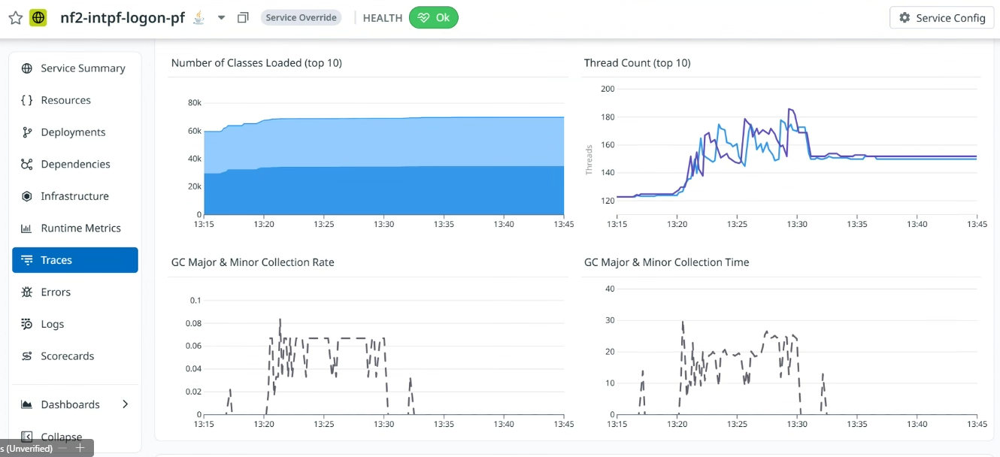 nf2-intpf-logon-pf
Service Override
HEALTH
Ok
Service Config
Service Summary
Resources
Deployments
Dependencies
Infrastructure
Runtime Metrics
Traces
Errors
Logs
Scorecards
Dashboards
Collapse
s (Unverified)
Number of Classes Loaded (top 10)
80k
60k
40k
20k
0
13:15 13:20 13:25 13:30 13:35 13:40 13:45
Thread Count (top 10)
Threads
200
180
160
140
120
13:15 13:20 13:25 13:30 13:35 13:40 13:45
GC Major & Minor Collection Rate
0.1
0.08
0.06
0.04
0.02
0
13:15 13:20 13:25 13:30 13:35 13:40 13:45
GC Major & Minor Collection Time
40
30
20
10
0
13:15 13:20 13:25 13:30 13:35 13:40 13:45